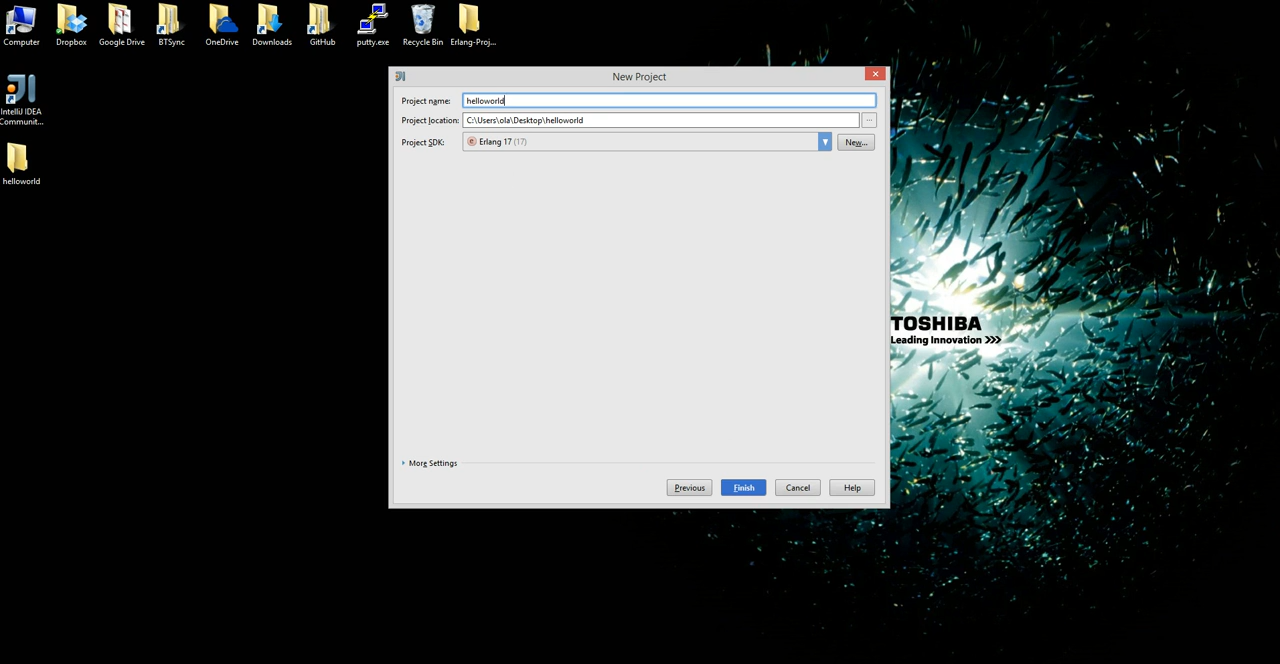 Computer
Dropbox
Google Drive
BTSync
OneDrive
Downloads
GitHub
putty.exe
Recycle Bin
Erlang-Proj...
IntelliJ IDEA
Communit...
helloworld
New Project
Project name: helloworld
Project location: C:\Users\ola\Desktop\helloworld ...
Project SDK: Erlang 17 (17) New...
More Settings
Previous Finish Cancel Help
TOSHIBA
Leading Innovation >>>